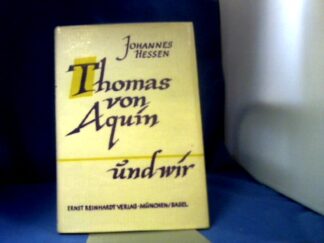 JOHANNES
HESSEN
Thomas
von
Aquin
und wir
ERNST REINHARDT VERLAG · MÜNCHEN/BASEL